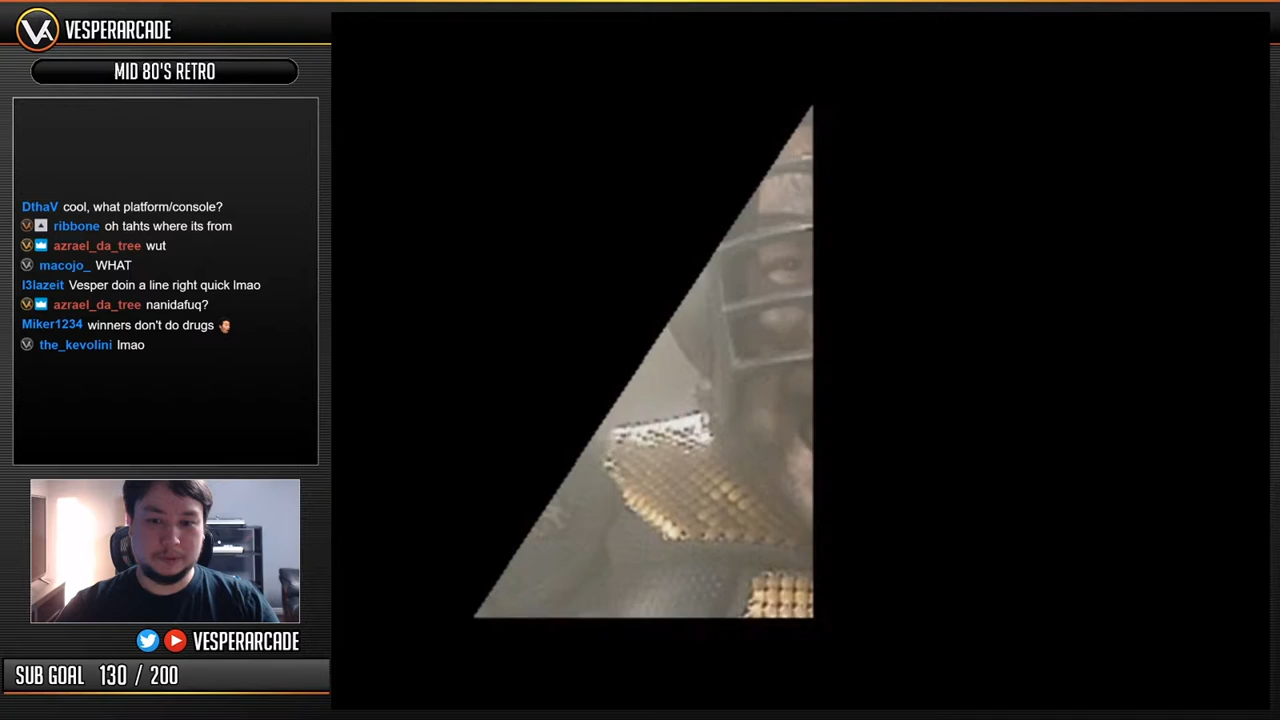 VA VESPERARCADE
MID 80'S RETRO
DthaV cool, what platform/console?
ribbone oh tahts where its from
azrael_da_tree wut
macojo_ WHAT
l3lazeit Vesper doin a line right quick lmao
azrael_da_tree nanidafuq?
Miker1234 winners don't do drugs
the_kevolini lmao
VESPERARCADE
SUB GOAL 130 / 200